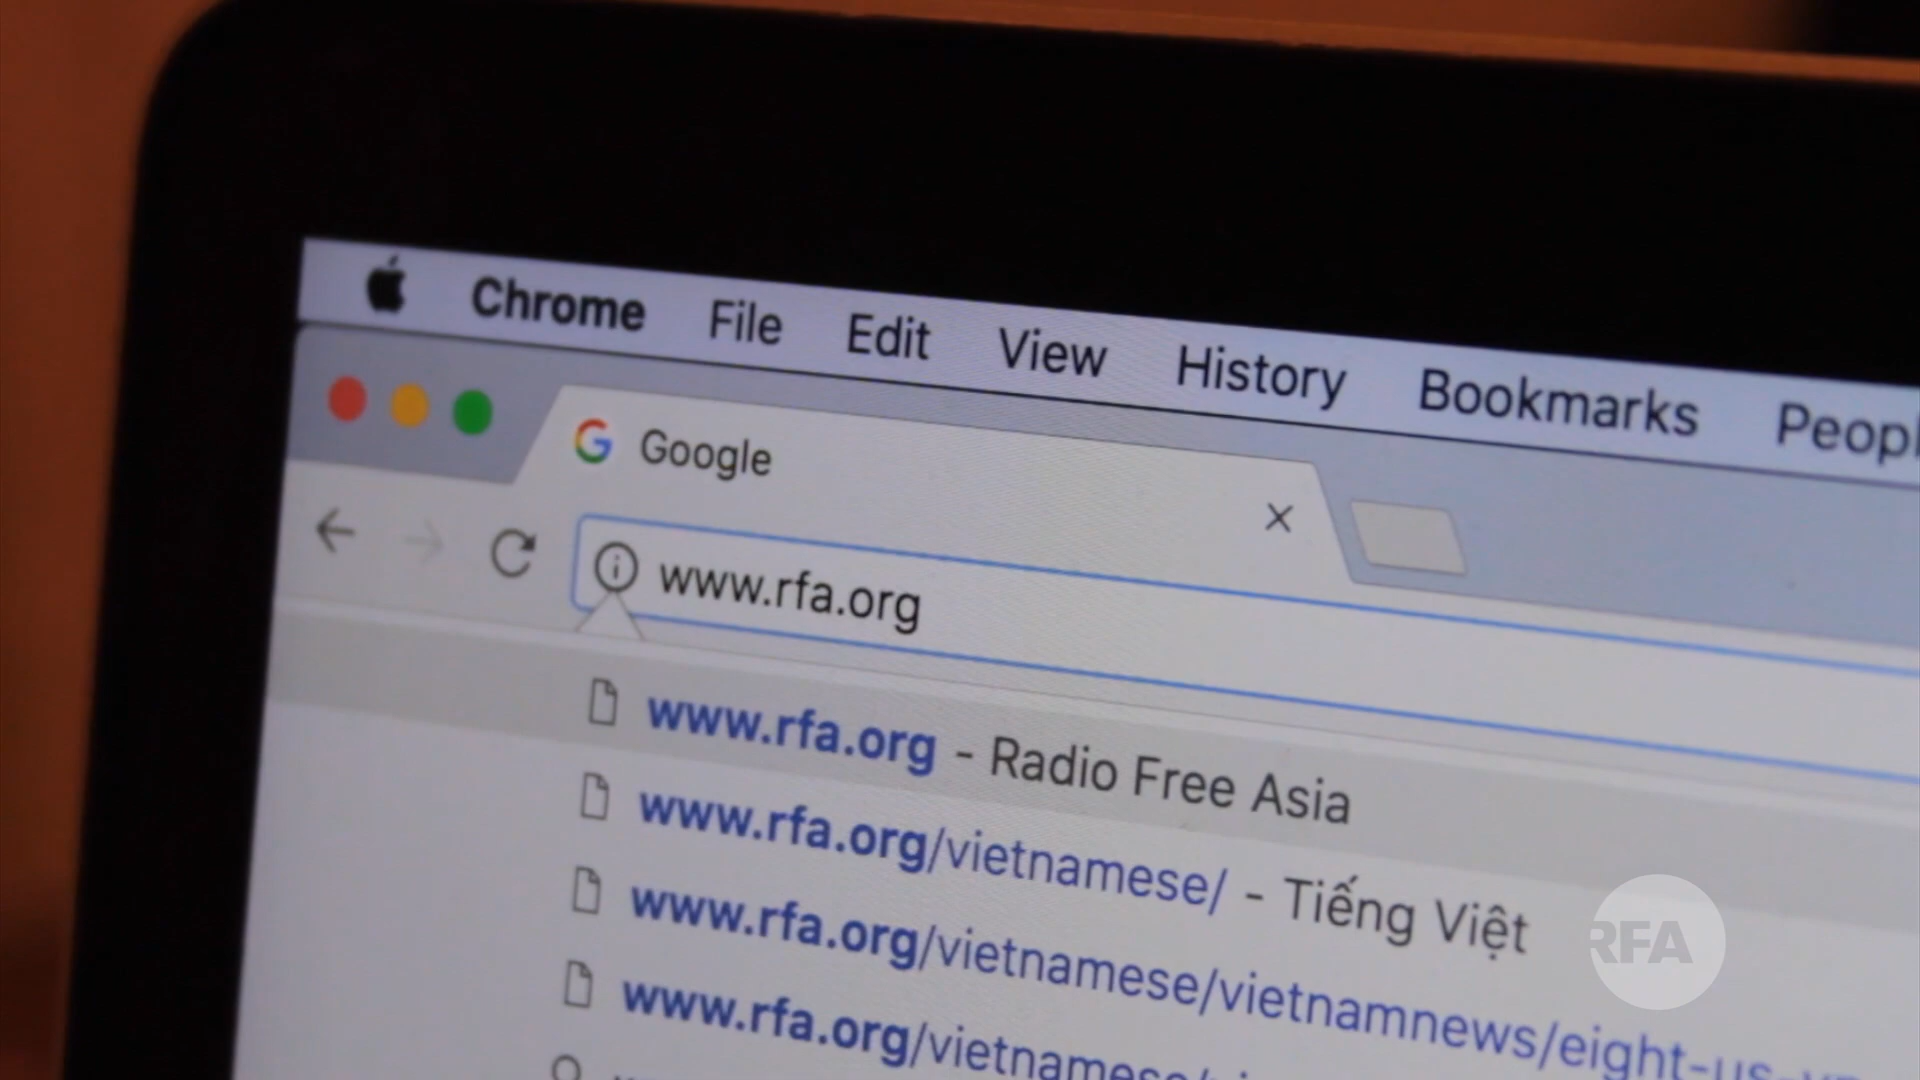 Chrome File Edit View History Bookmarks
Google
www.rfa.org
www.rfa.org - Radio Free Asia
www.rfa.org/vietnamese/ - Tiếng Việt
www.rfa.org/vietnamese/vietnamnews/eight-us-
www.rfa.org/vietnamese/
RFA